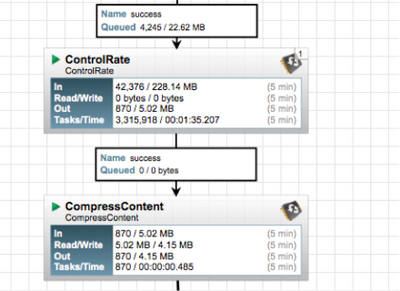 Name success
Queued 4,245 / 22.62 MB
1
ControlRate
ControlRate
In 42,376 / 228.14 MB (5 min)
Read/Write 0 bytes / 0 bytes (5 min)
Out 870 / 5.02 MB (5 min)
Tasks/Time 3,315,918 / 00:01:35.207 (5 min)
Name success
Queued 0 / 0 bytes
CompressContent
CompressContent
In 870 / 5.02 MB (5 min)
Read/Write 5.02 MB / 4.15 MB (5 min)
Out 870 / 4.15 MB (5 min)
Tasks/Time 870 / 00:00:00.485 (5 min)